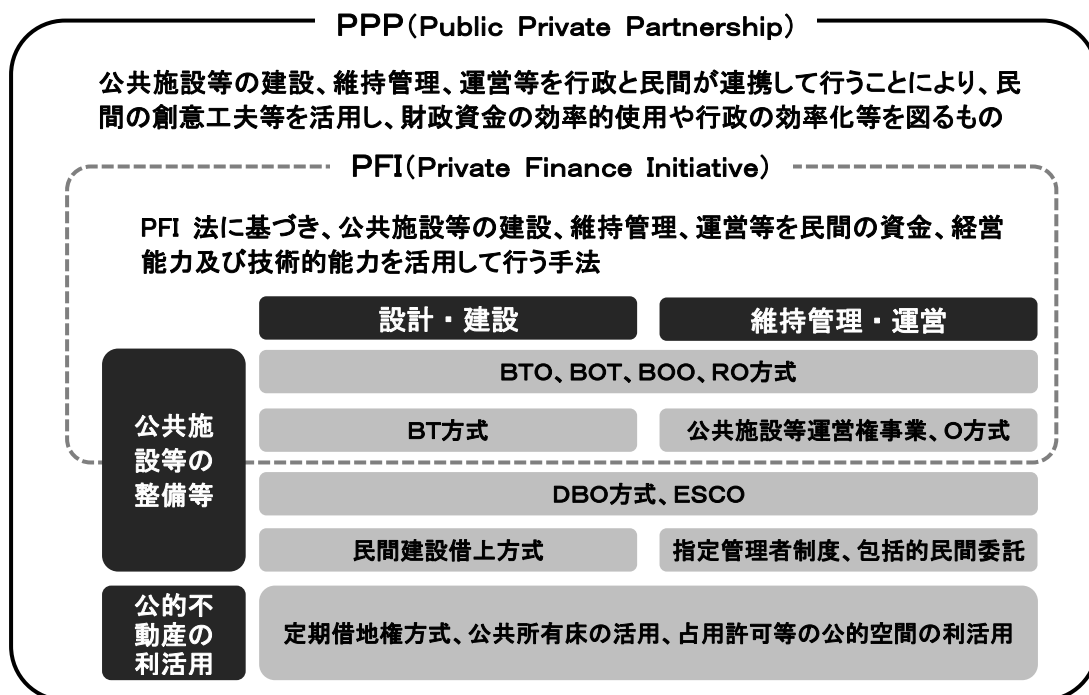 PPP(Public Private Partnership)
公共施設等の建設、維持管理、運営等を行政と民間が連携して行うことにより、民
間の創意工夫等を活用し、財政資金の効率的使用や行政の効率化等を図るもの
PFI(Private Finance Initiative)
PFI 法に基づき、公共施設等の建設、維持管理、運営等を民間の資金、経営
能力及び技術的能力を活用して行う手法
設計・建設
維持管理・運営
公共施
設等の
整備等
BTO、BOT、BOO、RO方式
BT方式
公共施設等運営権事業、O方式
DBO方式、ESCO
民間建設借上方式
指定管理者制度、包括的民間委託
公的不
動産の
利活用
定期借地権方式、公共所有床の活用、占用許可等の公的空間の利活用